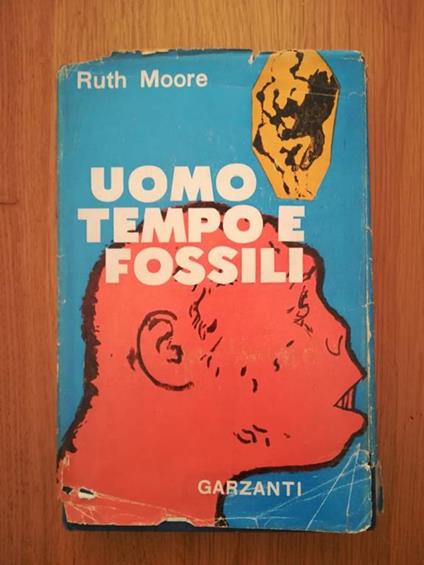 Ruth Moore
UOMO
TEMPO E
FOSSILI
GARZANTI